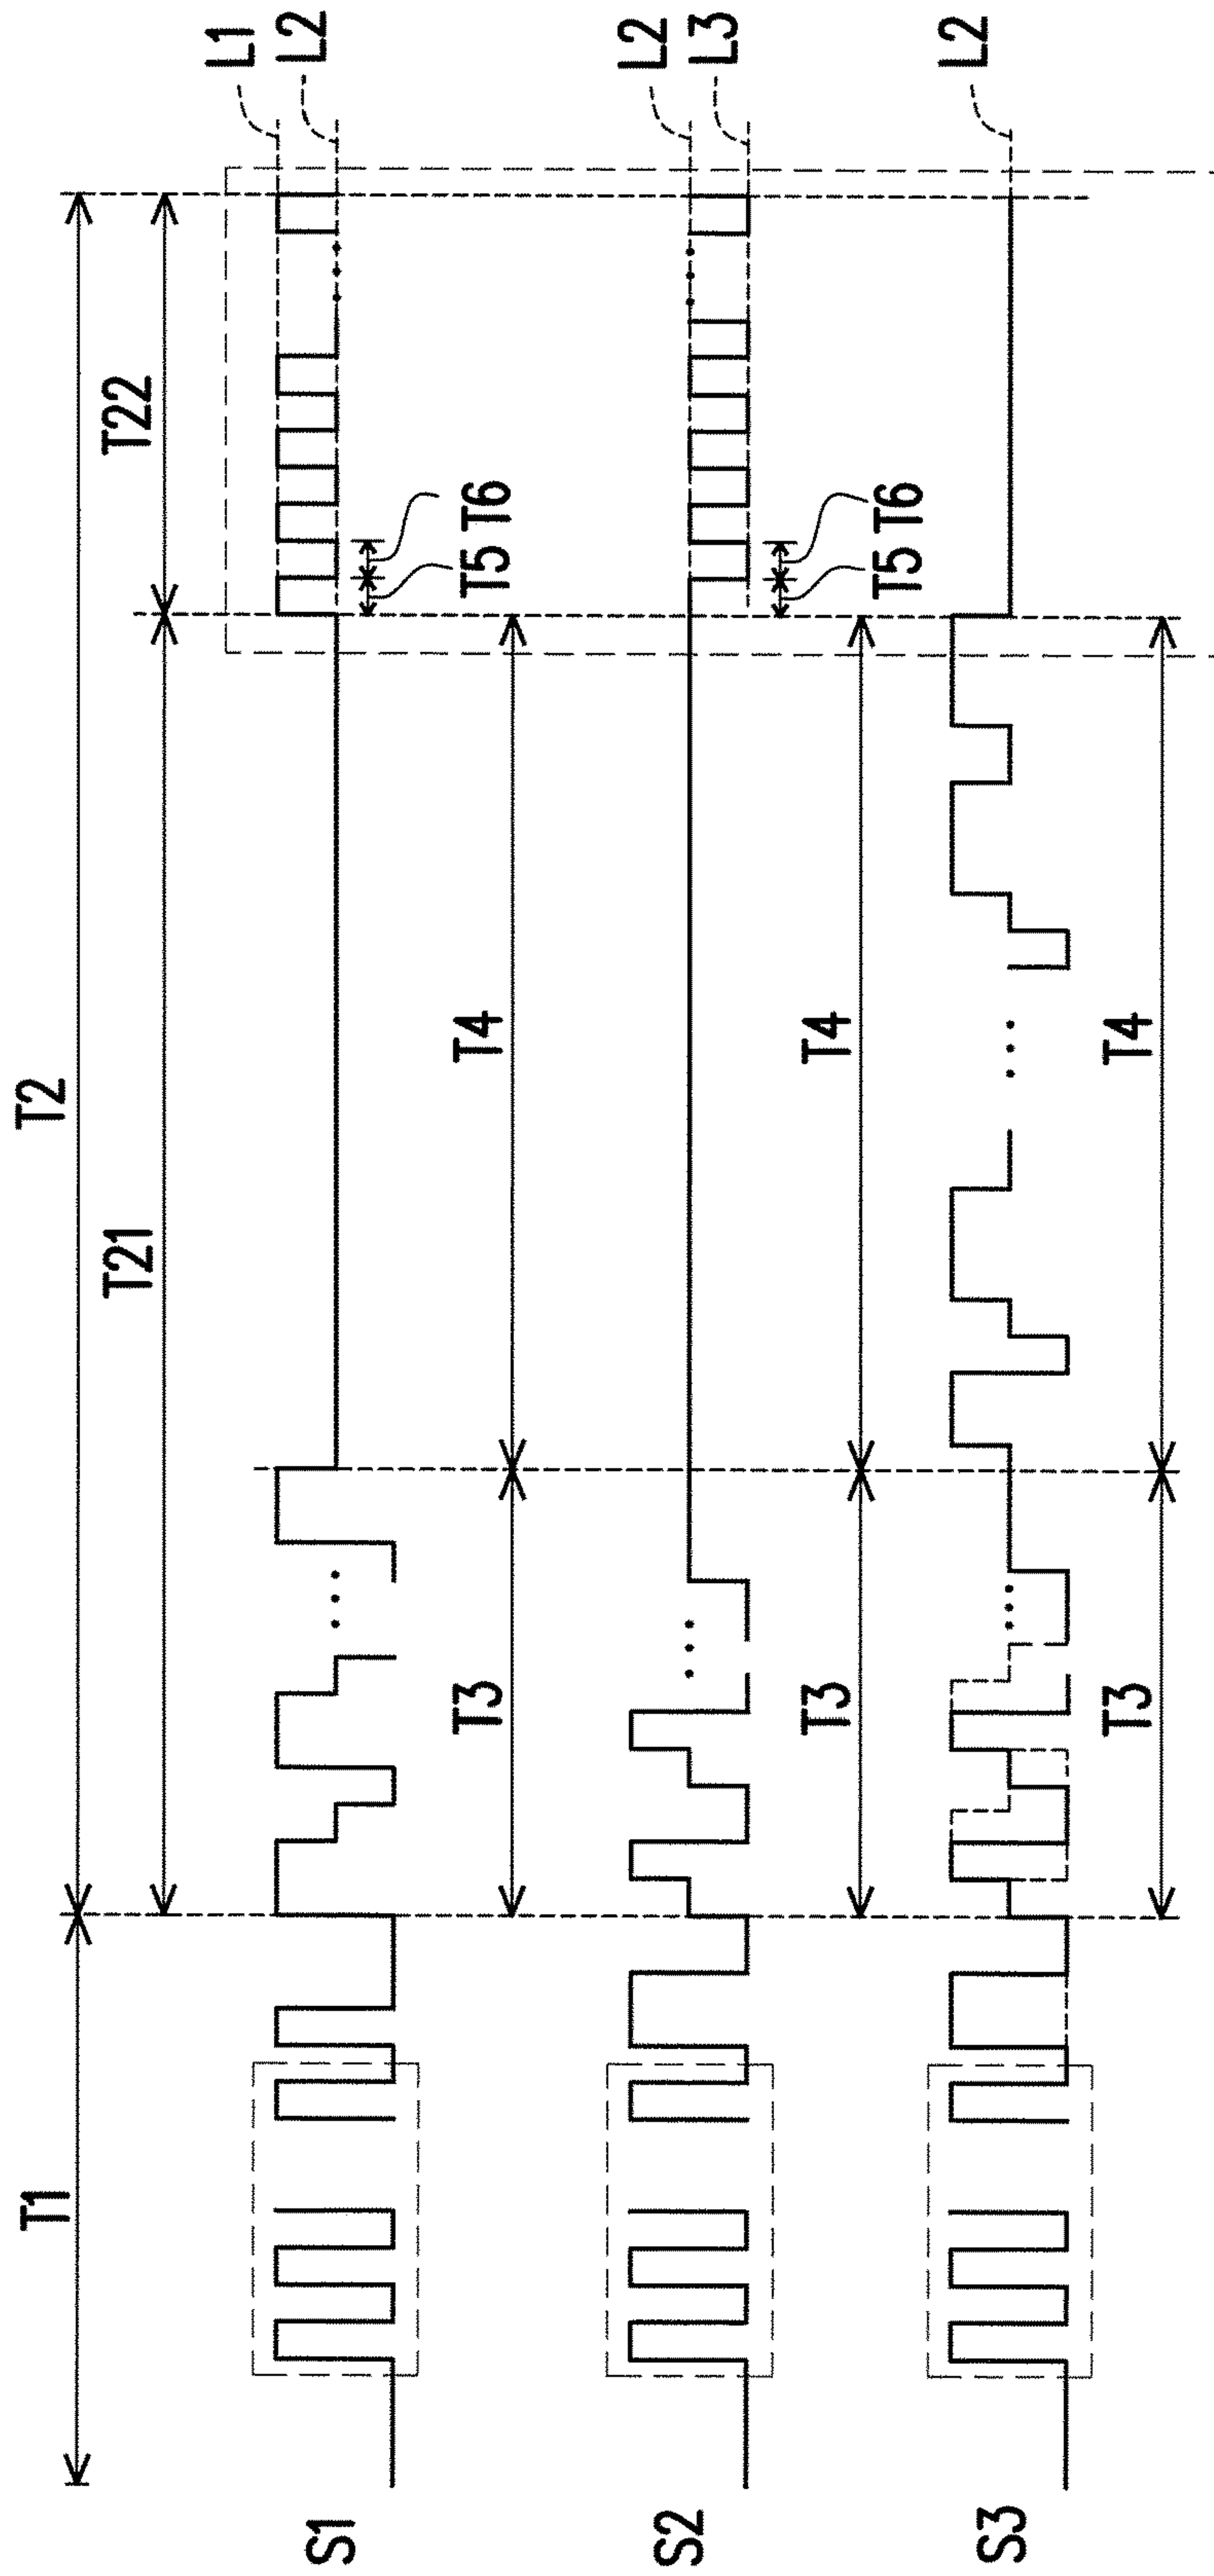 T1 T2
T21 T22
S1 L1
L2
T3 T4 T5 T6
S2 L2
L3
T3 T4 T5 T6
S3 L2
T3 T4